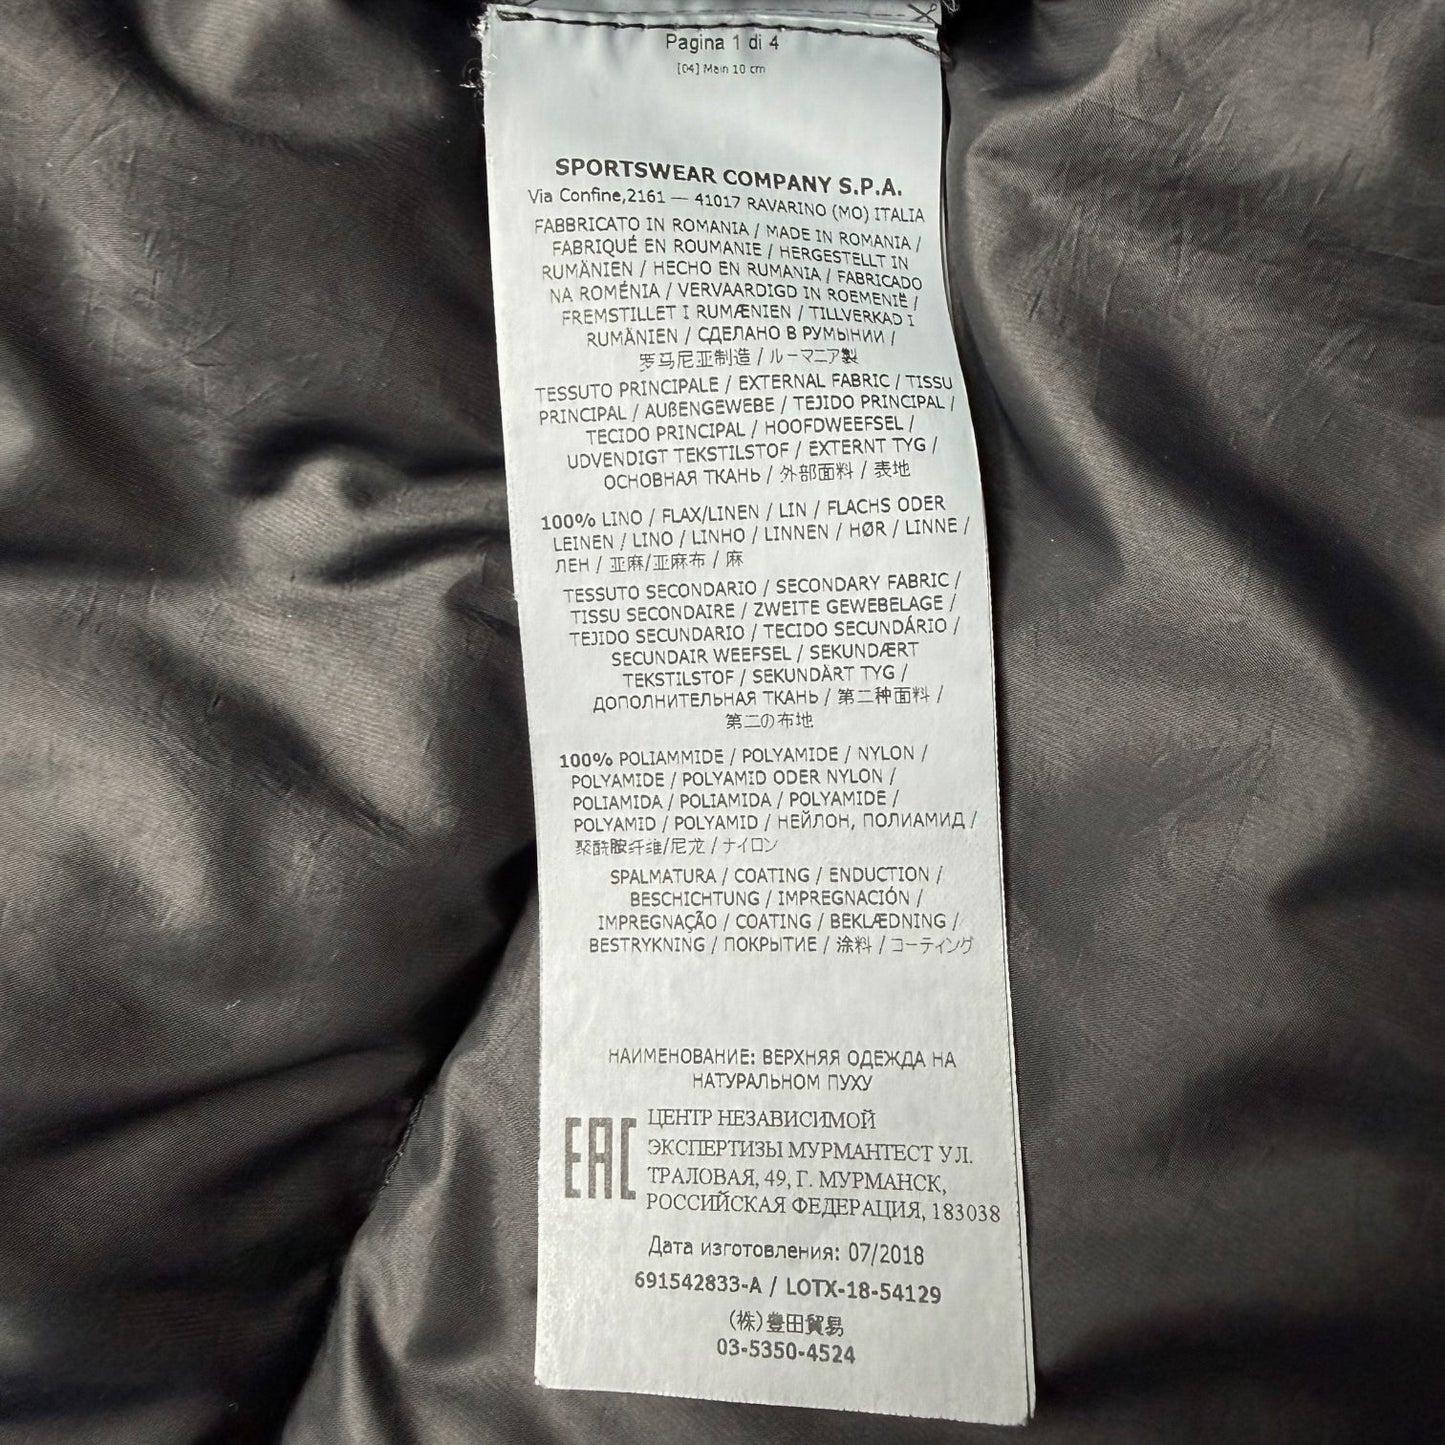 Pagina 1 di 4
[04] Main 10 cm
SPORTSWEAR COMPANY S.P.A.
Via Confine,2161 — 41017 RAVARINO (MO) ITALIA
FABBRICATO IN ROMANIA / MADE IN ROMANIA /
FABRIQUÉ EN ROUMANIE / HERGESTELLT IN
RUMÄNIEN / HECHO EN RUMANIA / FABRICADO
NA ROMÉNIA / VERVAARDIGD IN ROEMENIË /
FREMSTILLET I RUMÆNIEN / TILLVERKAD I
RUMÄNIEN / СДЕЛАНО В РУМЫНИИ /
罗马尼亚制造 / ルーマニア製
TESSUTO PRINCIPALE / EXTERNAL FABRIC / TISSU
PRINCIPAL / AUßENGEWEBE / TEJIDO PRINCIPAL /
TECIDO PRINCIPAL / HOOFDWEEFSEL /
UDVENDIGT TEKSTILSTOF / EXTERNT TYG /
ОСНОВНАЯ ТКАНЬ / 外部面料 / 表地
100% LINO / FLAX/LINEN / LIN / FLACHS ODER
LEINEN / LINO / LINHO / LINNEN / HØR / LINNE /
ЛЕН / 亚麻/亚麻布 / 麻
TESSUTO SECONDARIO / SECONDARY FABRIC /
TISSU SECONDAIRE / ZWEITE GEWEBELAGE /
TEJIDO SECUNDARIO / TECIDO SECUNDÁRIO /
SECUNDAIR WEEFSEL / SEKUNDÆRT
TEKSTILSTOF / SEKUNDÄRT TYG /
ДОПОЛНИТЕЛЬНАЯ ТКАНЬ / 第二种面料 /
第二の布地
100% POLIAMMIDE / POLYAMIDE / NYLON /
POLYAMIDE / POLYAMID ODER NYLON /
POLIAMIDA / POLIAMIDA / POLYAMIDE /
POLYAMID / POLYAMID / НЕЙЛОН, ПОЛИАМИД /
聚酰胺纤维/尼龙 / ナイロン
SPALMATURA / COATING / ENDUCTION /
BESCHICHTUNG / IMPREGNACIÓN /
IMPREGNAÇÃO / COATING / BEKLÆDNING /
BESTRYKNING / ПОКРЫТИЕ / 涂料 / コーティング
НАИМЕНОВАНИЕ: ВЕРХНЯЯ ОДЕЖДА НА
НАТУРАЛЬНОМ ПУХУ
EAC
ЦЕНТР НЕЗАВИСИМОЙ
ЭКСПЕРТИЗЫ МУРМАНТЕСТ УЛ.
ТРАЛОВАЯ, 49, Г. МУРМАНСК,
РОССИЙСКАЯ ФЕДЕРАЦИЯ, 183038
Дата изготовления: 07/2018
691542833-A / LOTX-18-54129
(株)豊田貿易
03-5350-4524